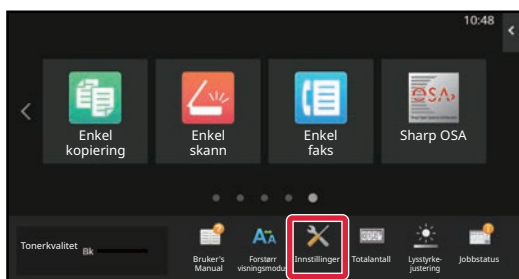 10:48
Enkel
kopiering
Enkel
skann
Enkel
faks
OSA
Sharp OSA
Tonerkvalitet
Bk
Bruker's
Manual
Forstørr
visningsmodus
Innstillinger
Totalantall
Lysstyrke-
justering
Jobbstatus